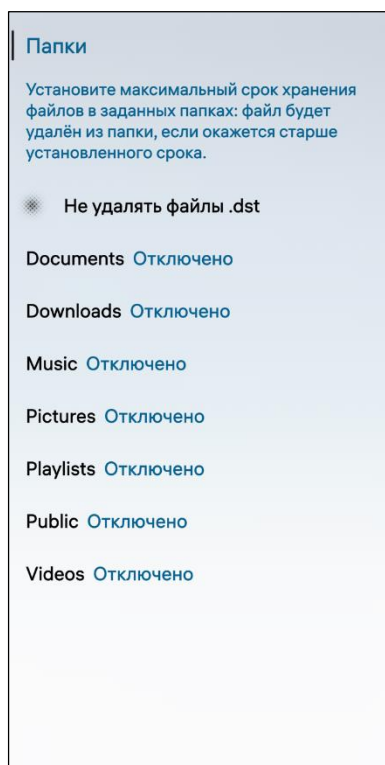 Папки
Установите максимальный срок хранения
файлов в заданных папках: файл будет
удалён из папки, если окажется старше
установленного срока.
Не удалять файлы .dst
Documents Отключено
Downloads Отключено
Music Отключено
Pictures Отключено
Playlists Отключено
Public Отключено
Videos Отключено